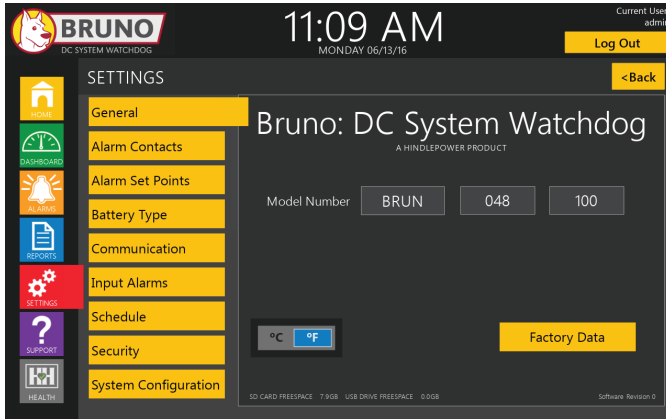 BRUNO
DC SYSTEM WATCHDOG
11:09 AM
MONDAY 06/13/16
Current User
admin
Log Out
SETTINGS
<Back
HOME
DASHBOARD
ALARMS
REPORTS
SETTINGS
SUPPORT
HEALTH
General
Alarm Contacts
Alarm Set Points
Battery Type
Communication
Input Alarms
Schedule
Security
System Configuration
Bruno: DC System Watchdog
A HINDLEPOWER PRODUCT
Model Number BRUN 048 100
°C °F
Factory Data
SD CARD FREESPACE 7.9GB USB DRIVE FREESPACE 0.0GB
Software Revision 0